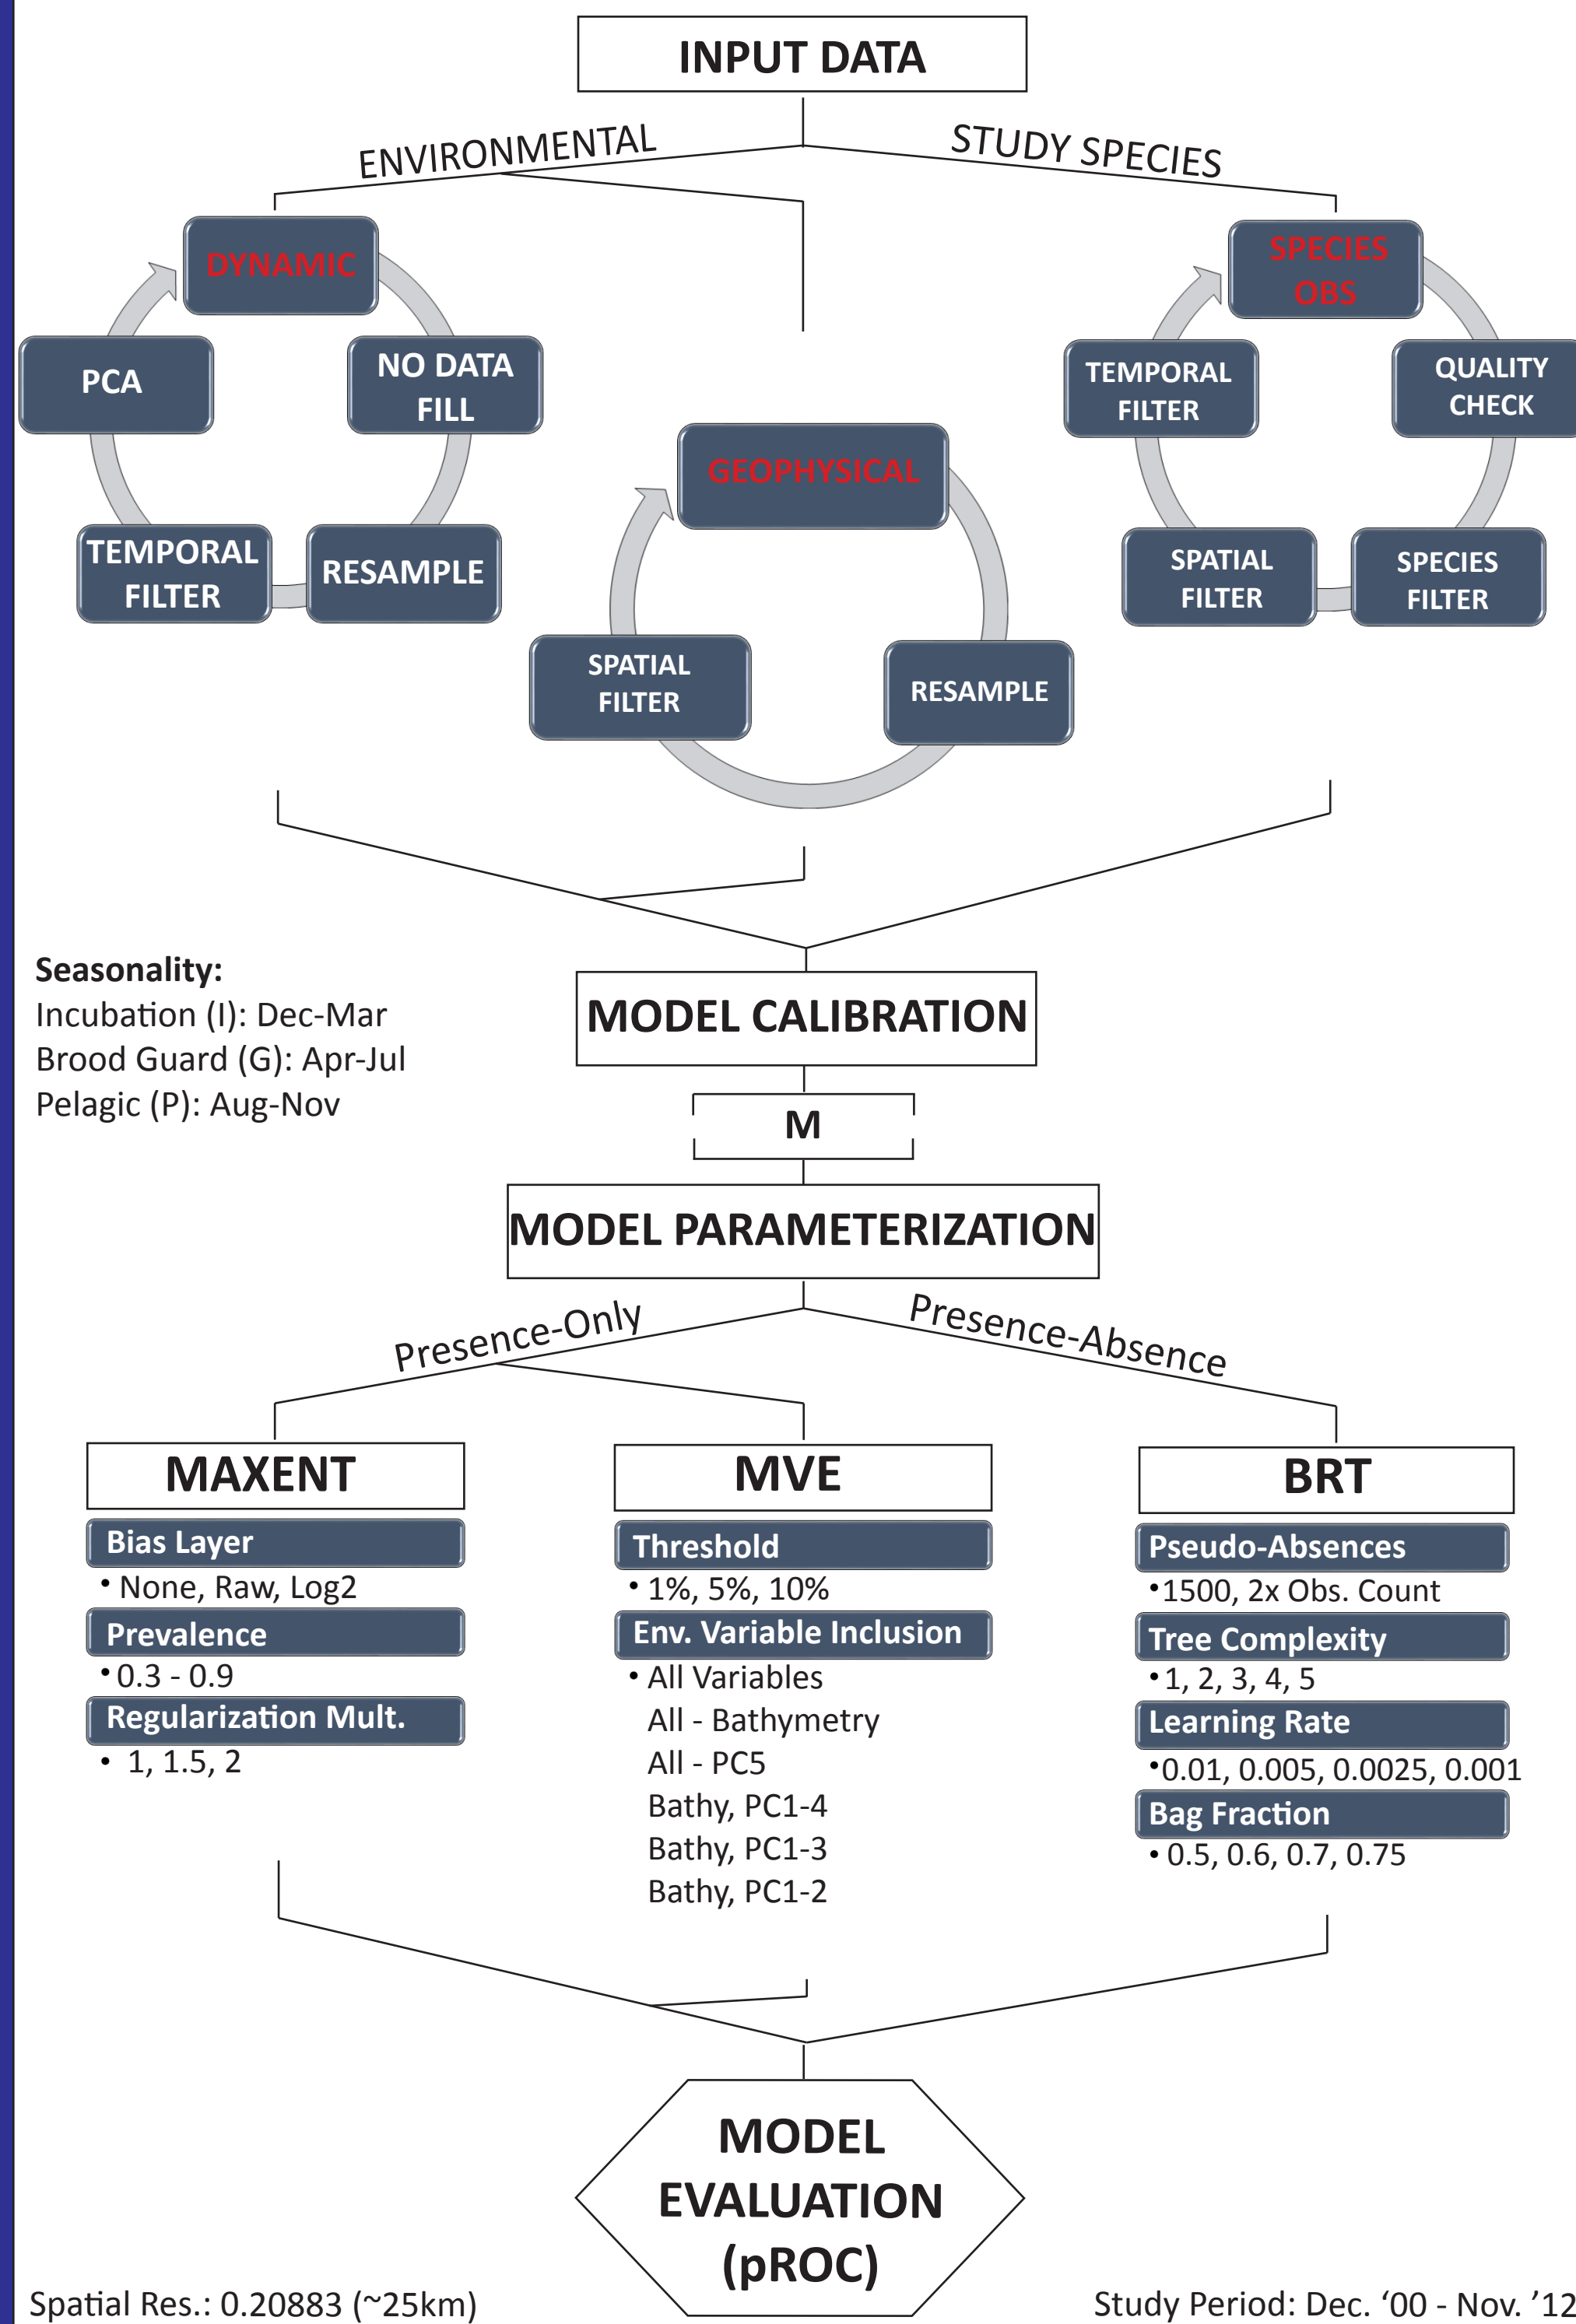 INPUT DATA
ENVIRONMENTAL
STUDY SPECIES
DYNAMIC
NO DATA
FILL
RESAMPLE
TEMPORAL
FILTER
PCA
GEOPHYSICAL
RESAMPLE
SPATIAL
FILTER
SPECIES
OBS
QUALITY
CHECK
SPECIES
FILTER
SPATIAL
FILTER
TEMPORAL
FILTER
Seasonality:
Incubation (I): Dec-Mar
Brood Guard (G): Apr-Jul
Pelagic (P): Aug-Nov
MODEL CALIBRATION
M
MODEL PARAMETERIZATION
Presence-Only
Presence-Absence
MAXENT
Bias Layer
• None, Raw, Log2
Prevalence
• 0.3 - 0.9
Regularization Mult.
• 1, 1.5, 2
MVE
Threshold
• 1%, 5%, 10%
Env. Variable Inclusion
• All Variables
All - Bathymetry
All - PC5
Bathy, PC1-4
Bathy, PC1-3
Bathy, PC1-2
BRT
Pseudo-Absences
• 1500, 2x Obs. Count
Tree Complexity
• 1, 2, 3, 4, 5
Learning Rate
• 0.01, 0.005, 0.0025, 0.001
Bag Fraction
• 0.5, 0.6, 0.7, 0.75
MODEL
EVALUATION
(pROC)
Spatial Res.: 0.20883 (~25km)
Study Period: Dec. ‘00 - Nov. ’12